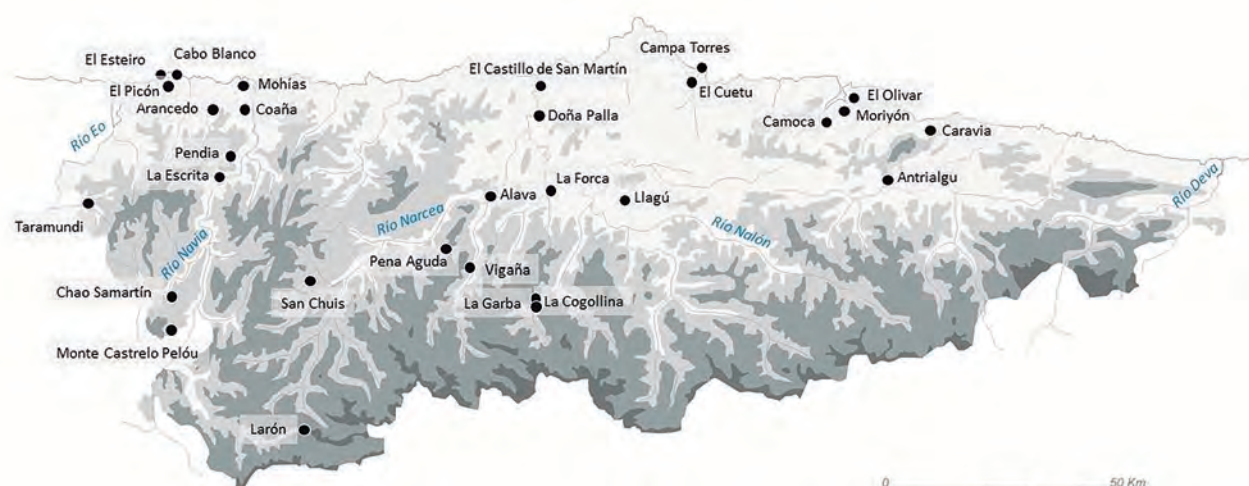 Campa Torres
El Esteiro
Cabo Blanco
El Castillo de San Martín
El Picón
Mohías
El Cuetu
El Olivar
Arancedo
Coaña
Doña Palla
Camoca
Moriyón
Caravia
Río Eo
Pendia
La Escrita
Alava
La Forca
Llagú
Antrialgu
Río Deva
Taramundi
Río Navia
Río Narcea
Río Nalón
Pena Aguda
Vigaña
Chao Samartín
San Chuis
La Garba
La Cogollina
Monte Castrelo Pelóu
Larón
0 50 Km